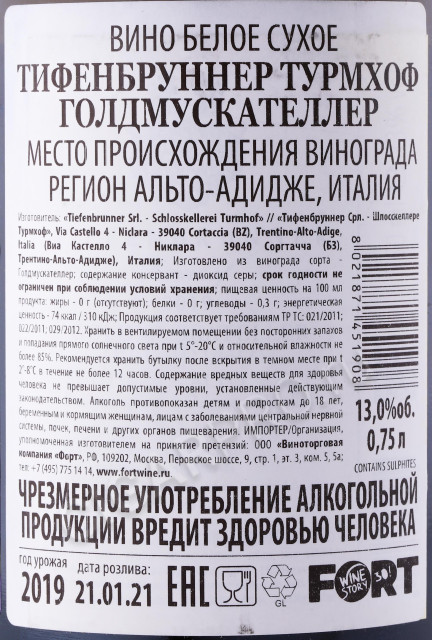 ВИНО БЕЛОЕ СУХОЕ
ТИФЕНБРУННЕР ТУРМХОФ
ГОЛДМУСКАТЕЛЛЕР
МЕСТО ПРОИСХОЖДЕНИЯ ВИНОГРАДА
РЕГИОН АЛЬТО-АДИДЖЕ, ИТАЛИЯ
Изготовитель: «Tiefenbrunner Srl. - Schlosskellerei Turmhof» // «Тифенбруннер Срл. - Шлосскеллере
Турмхоф», Via Castello 4 - Niclara - 39040 Cortaccia (BZ), Trentino-Alto-Adige,
Italia (Виа Кастелло 4 - Никлара - 39040 Сортгачча (БЗ),
Трентино-Альто-Адидже), Италия; Изготовлено из винограда сорта -
Голдмускателлер; содержание консервант - диоксид серы; срок годности не
ограничен при соблюдении условий хранения; пищевая ценность на 100 мл
продукта: жиры - 0 г (отсутствуют); белки - 0 г; углеводы - 0,3 г; энергетическая
ценность - 74 ккал / 310 кДж; Продукция соответствует требованиям ТР ТС: 021/2011;
022/2011; 029/2012. Хранить в вентилируемом помещении без посторонних запахов
и попадания прямого солнечного света при t 5°-20°С и относительной влажности не
более 85%. Рекомендуется хранить бутылку после вскрытия в темном месте при t
2°-8°С в течение не более 12 часов. Содержание вредных веществ для здоровья
человека не превышает допустимые уровни, установленные действующим
законодательством. Алкоголь противопоказан детям и подросткам до 18 лет,
беременным и кормящим женщинам, лицам с заболеваниями центральной нервной
системы, почек, печени и других органов пищеварения. ИМПОРТЕР/Организация,
уполномоченная изготовителем на принятие претензий: ООО «Виноторговая
компания «Форт», РФ, 109202, Москва, Перовское шоссе, 9, стр. 1, эт. 3, ком. 5, 5а;
тел: +7 (495) 775 14 14, www.fortwine.ru.
8021871451908
13,0%об.
0,75 л
CONTAINS SULPHITES
ЧРЕЗМЕРНОЕ УПОТРЕБЛЕНИЕ АЛКОГОЛЬНОЙ
ПРОДУКЦИИ ВРЕДИТ ЗДОРОВЬЮ ЧЕЛОВЕКА
год урожая дата розлива:
2019 21.01.21
EAC
GL
FORT
WINE
STORY